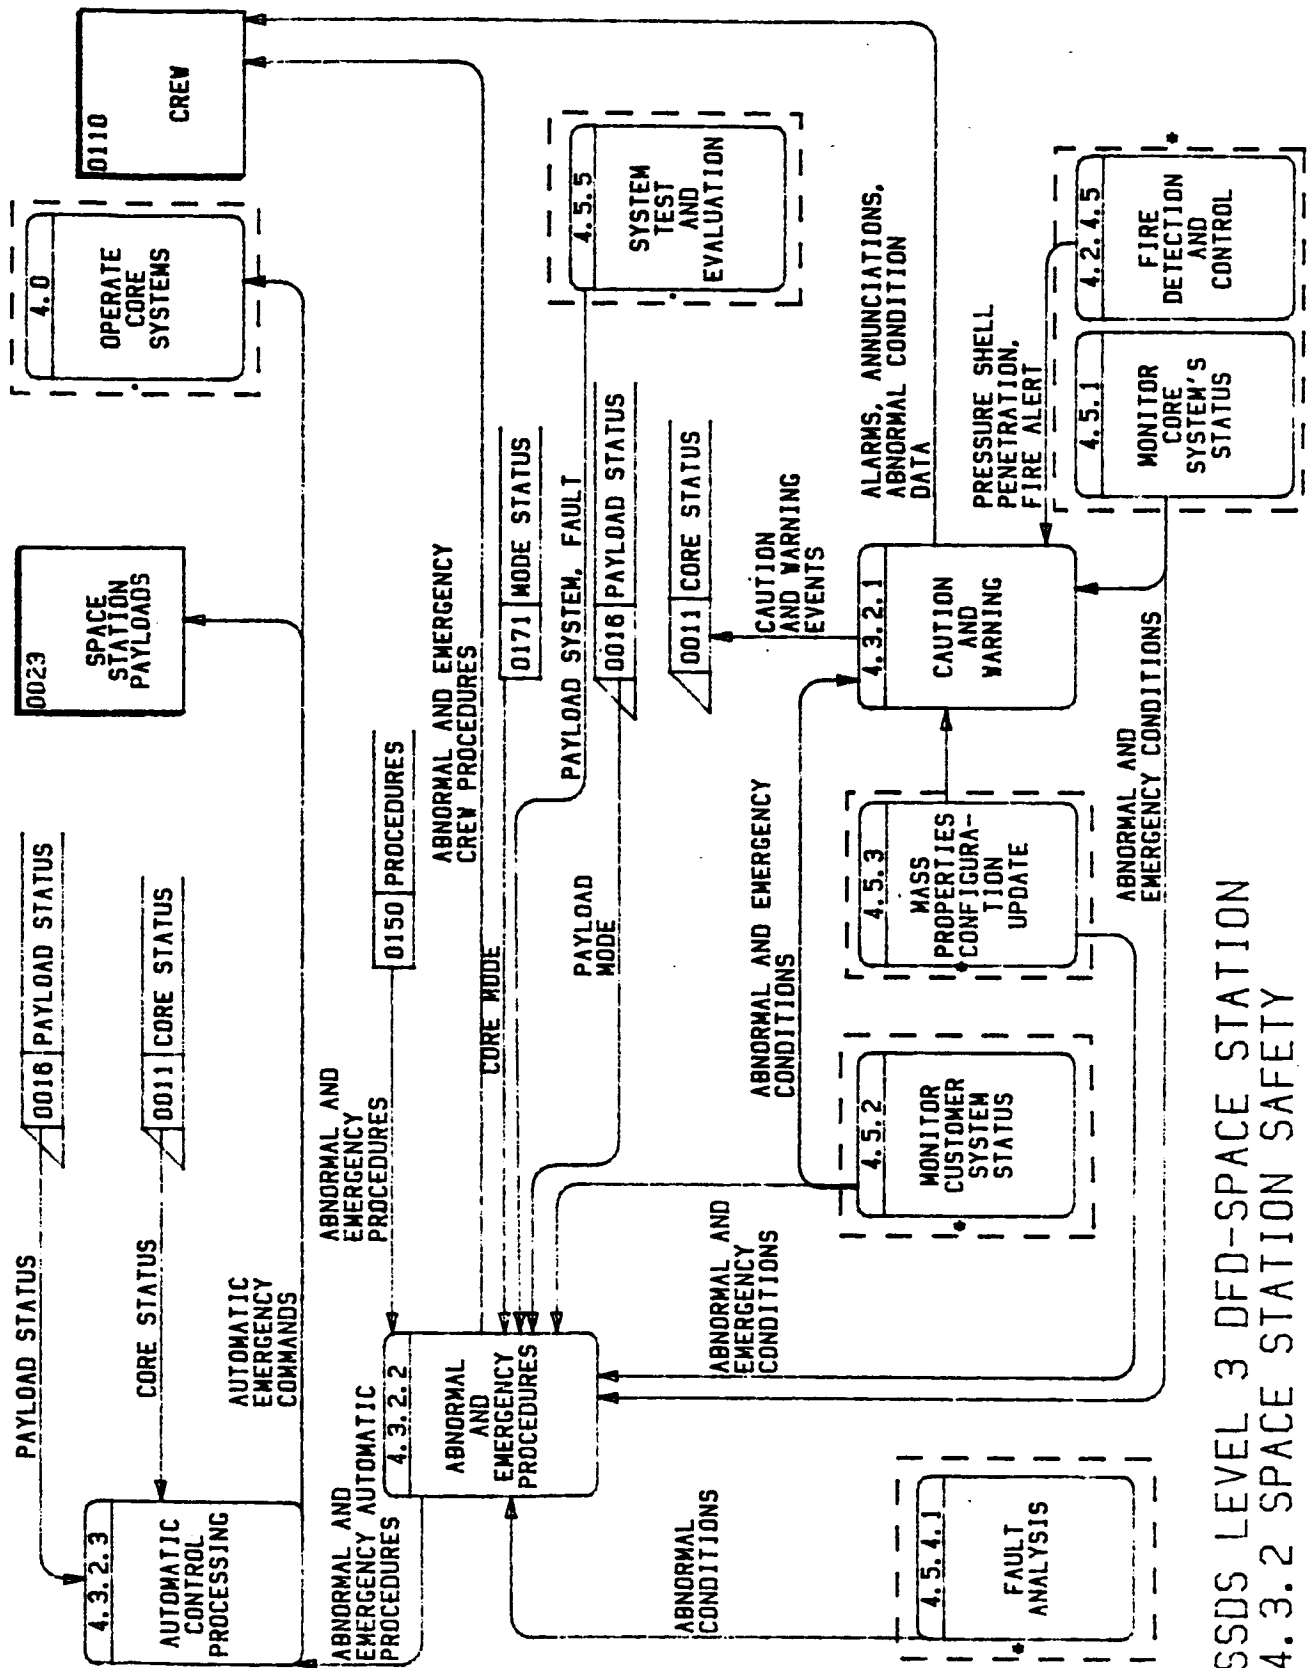 0110
CREW
4.0
OPERATE
CORE
SYSTEMS
0023
SPACE
STATION
PAYLOADS
0016 PAYLOAD STATUS
0011 CORE STATUS
PAYLOAD STATUS
CORE STATUS
AUTOMATIC
EMERGENCY
COMMANDS
4.3.2.3
AUTOMATIC
CONTROL
PROCESSING
4.5.5
SYSTEM
TEST
AND
EVALUATION
0171 MODE STATUS
0016 PAYLOAD STATUS
0011 CORE STATUS
PAYLOAD SYSTEM, FAULT
ABNORMAL AND EMERGENCY
CREW PROCEDURES
0150 PROCEDURES
CORE MODE
PAYLOAD
MODE
ABNORMAL AND
EMERGENCY
PROCEDURES
4.3.2.2
ABNORMAL
AND
EMERGENCY
PROCEDURES
ABNORMAL AND
EMERGENCY AUTOMATIC
PROCEDURES
ALARMS, ANNUNCIATIONS,
ABNORMAL CONDITION
DATA
4.2.4.5
FIRE
DETECTION
AND
CONTROL
*
4.5.1
MONITOR
CORE
SYSTEM'S
STATUS
PRESSURE SHELL
PENETRATION,
FIRE ALERT
CAUTION
AND WARNING
EVENTS
4.3.2.1
CAUTION
AND
WARNING
ABNORMAL AND EMERGENCY
CONDITIONS
4.5.3
MASS
PROPERTIES
CONFIGURA-
TION
UPDATE
*
ABNORMAL AND
EMERGENCY CONDITIONS
4.5.2
MONITOR
CUSTOMER
SYSTEM
STATUS
*
ABNORMAL AND
EMERGENCY
CONDITIONS
ABNORMAL
CONDITIONS
4.5.4.1
FAULT
ANALYSIS
*
SSDS LEVEL 3 DFD-SPACE STATION
4.3.2 SPACE STATION SAFETY